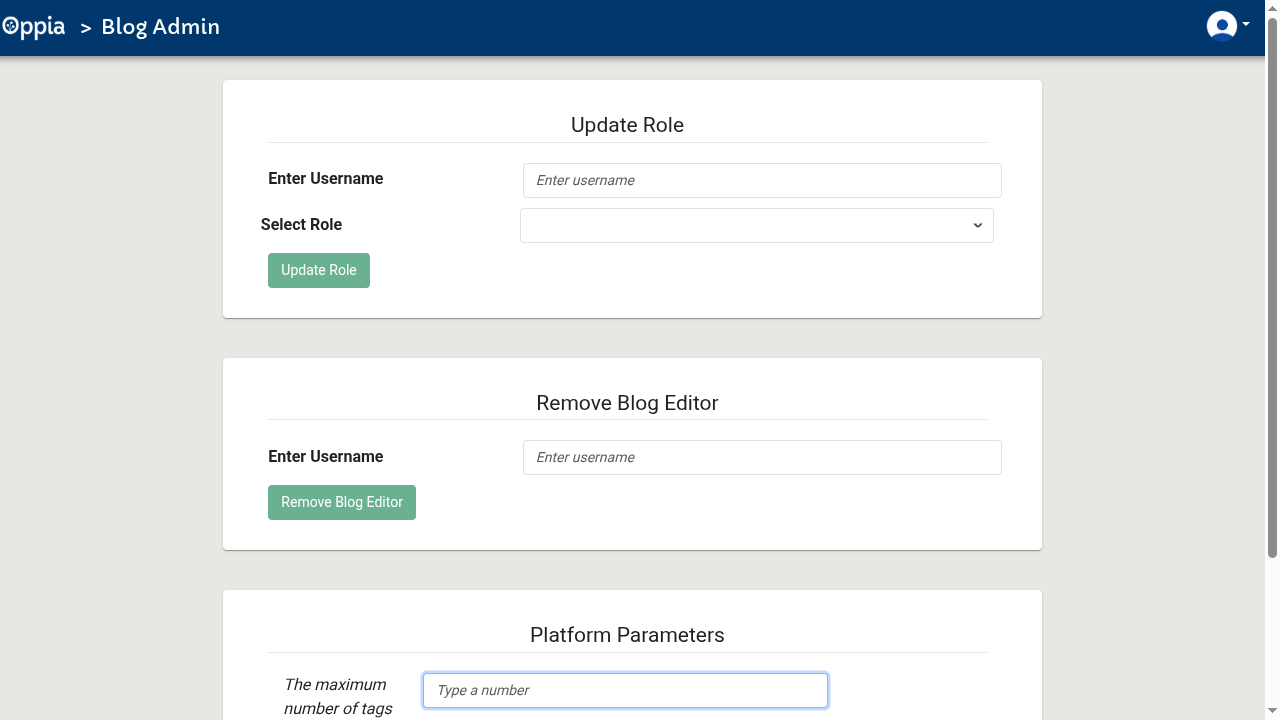 Oppia > Blog Admin
Update Role
Enter Username
Enter username
Select Role
Update Role
Remove Blog Editor
Enter Username
Enter username
Remove Blog Editor
Platform Parameters
The maximum
number of tags
Type a number